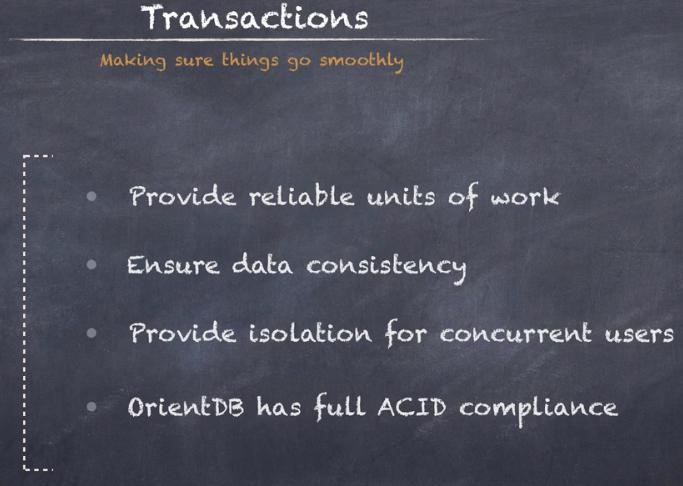 Transactions
Making sure things go smoothly
Provide reliable units of work
Ensure data consistency
Provide isolation for concurrent users
OrientDB has full ACID compliance